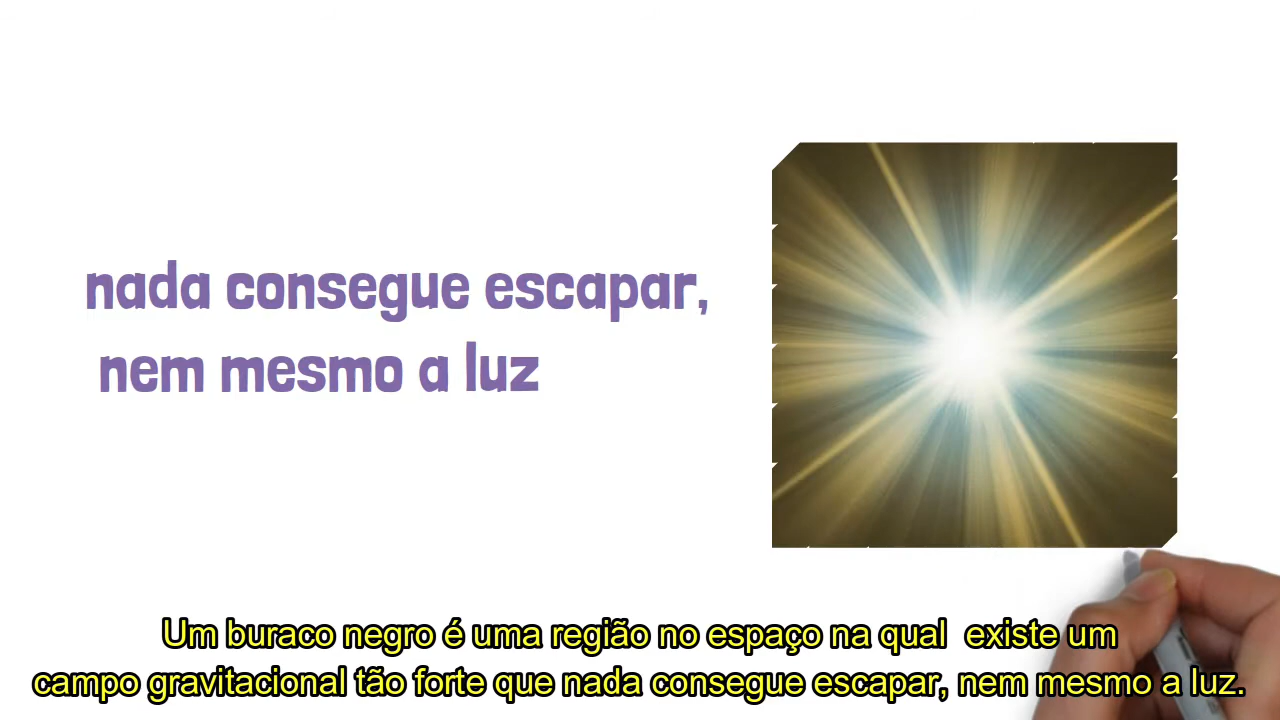 nada consegue escapar,
nem mesmo a luz
Um buraco negro é uma região no espaço na qual  existe um
campo gravitacional tão forte que nada consegue escapar, nem mesmo a luz.